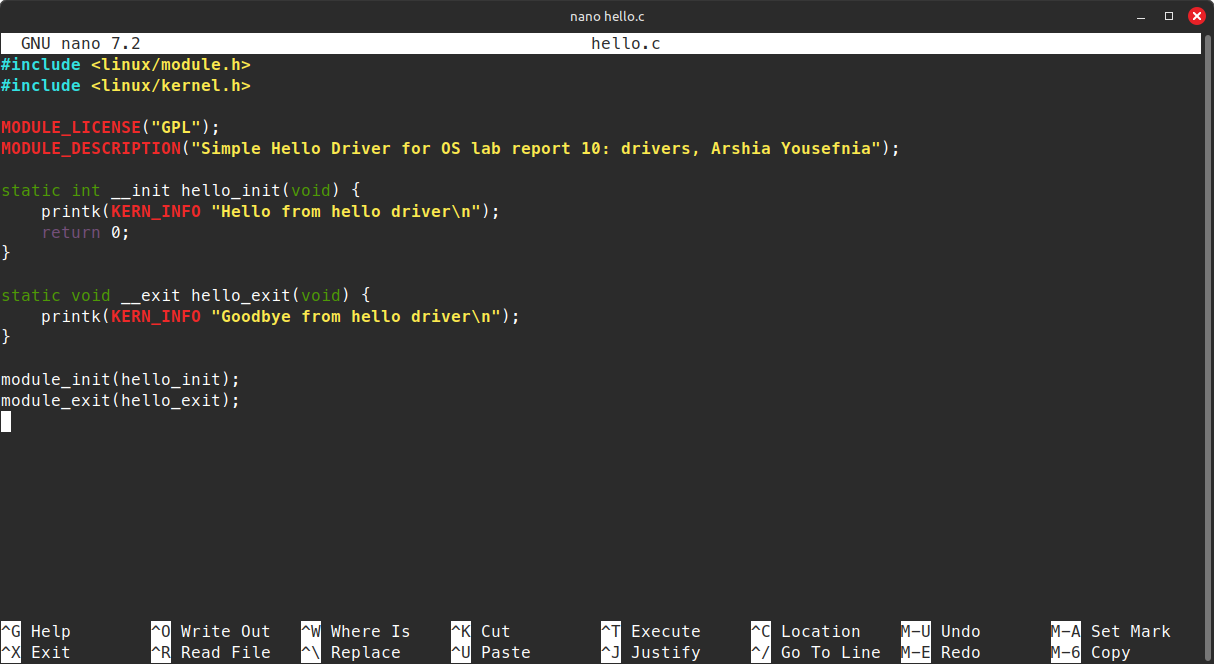 nano hello.c
GNU nano 7.2 hello.c
#include <linux/module.h>
#include <linux/kernel.h>

MODULE_LICENSE("GPL");
MODULE_DESCRIPTION("Simple Hello Driver for OS lab report 10: drivers, Arshia Yousefnia");

static int __init hello_init(void) {
    printk(KERN_INFO "Hello from hello driver\n");
    return 0;
}

static void __exit hello_exit(void) {
    printk(KERN_INFO "Goodbye from hello driver\n");
}

module_init(hello_init);
module_exit(hello_exit);

^G Help ^O Write Out ^W Where Is ^K Cut ^T Execute ^C Location M-U Undo M-A Set Mark
^X Exit ^R Read File ^\ Replace ^U Paste ^J Justify ^/ Go To Line M-E Redo M-6 Copy